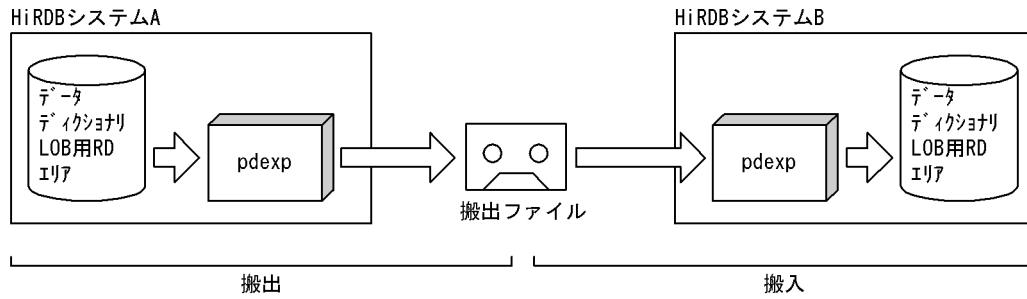 HiRDBシステムA
ﾃﾞｰﾀ
ﾃﾞｨｸｼｮﾅﾘ
LOB用RD
ｴﾘｱ
pdexp
搬出ファイル
HiRDBシステムB
pdexp
ﾃﾞｰﾀ
ﾃﾞｨｸｼｮﾅﾘ
LOB用RD
ｴﾘｱ
搬出
搬入